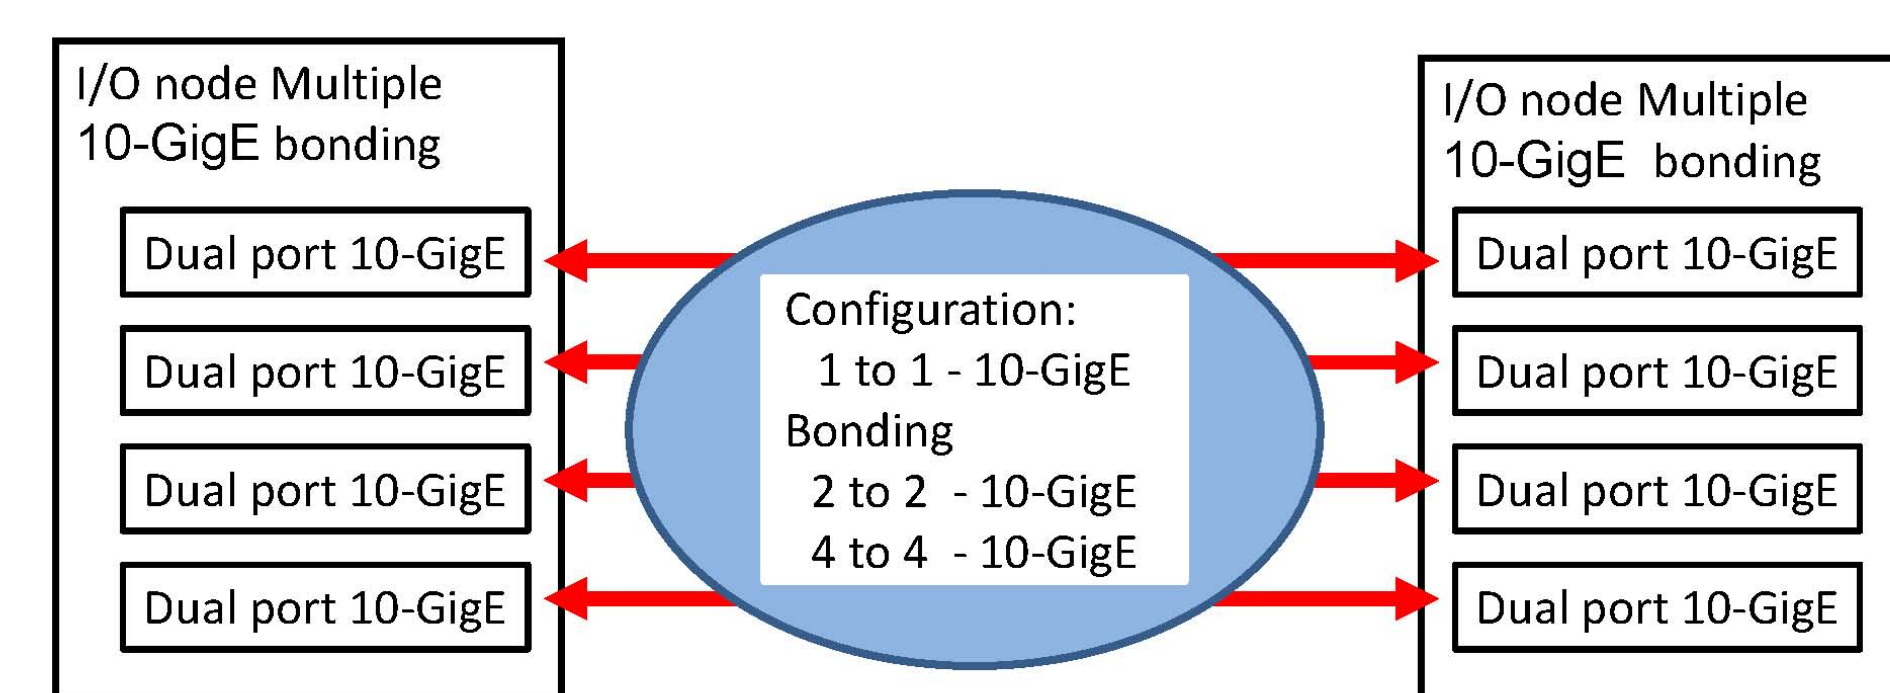 I/O node Multiple
10-GigE bonding
Dual port 10-GigE
Dual port 10-GigE
Dual port 10-GigE
Dual port 10-GigE
Configuration:
1 to 1 - 10-GigE
Bonding
2 to 2 - 10-GigE
4 to 4 - 10-GigE
I/O node Multiple
10-GigE bonding
Dual port 10-GigE
Dual port 10-GigE
Dual port 10-GigE
Dual port 10-GigE